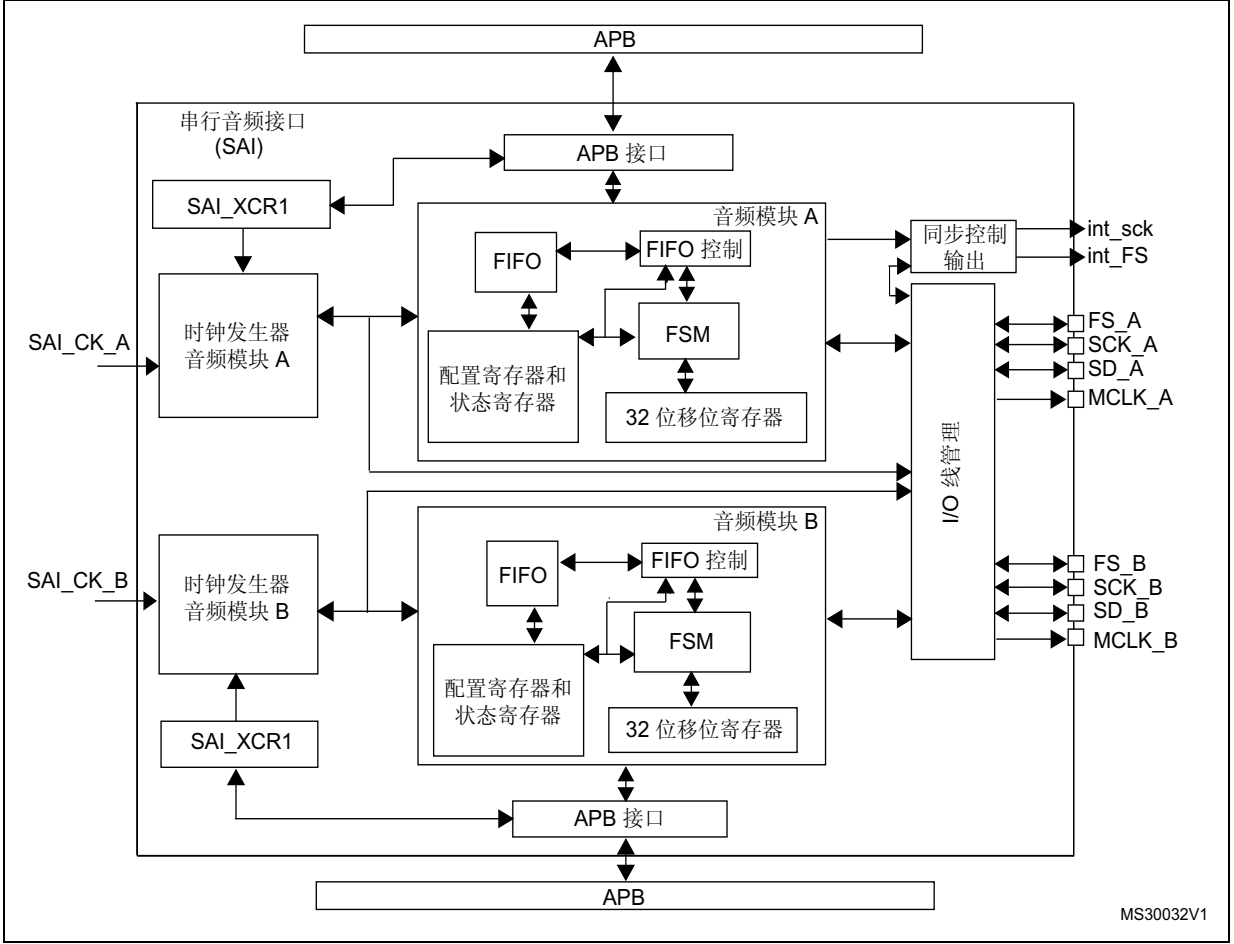 APB
串行音频接口
(SAI)
APB 接口
SAI_XCR1
音频模块 A
FIFO
FIFO 控制
同步控制
输出
int_sck
int_FS
时钟发生器
音频模块 A
SAI_CK_A
FSM
配置寄存器和
状态寄存器
32 位移位寄存器
FS_A
SCK_A
SD_A
MCLK_A
I/O 线管理
音频模块 B
FIFO
FIFO 控制
时钟发生器
音频模块 B
SAI_CK_B
FSM
配置寄存器和
状态寄存器
32 位移位寄存器
FS_B
SCK_B
SD_B
MCLK_B
SAI_XCR1
APB 接口
APB
MS30032V1